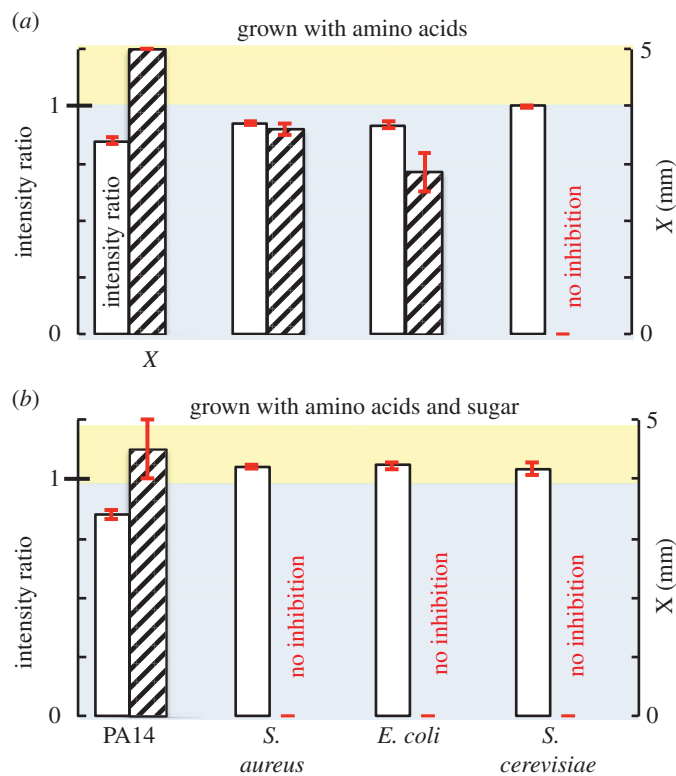 (a)
grown with amino acids
5
1
intensity ratio
intensity ratio
no inhibition
X (mm)
0
0
X
(b)
grown with amino acids and sugar
5
1
intensity ratio
no inhibition
no inhibition
no inhibition
X (mm)
0
0
PA14
S.
aureus
E. coli
S.
cerevisiae